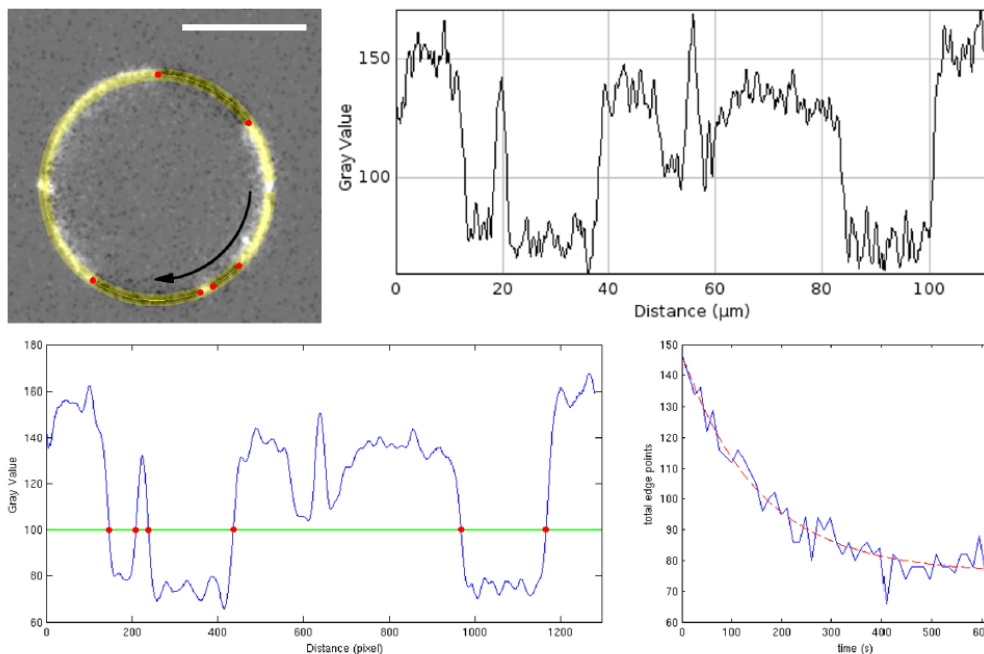 150
100
Gray Value
0 20 40 60 80 100
Distance (µm)
180
160
140
120
100
80
60
Gray Value
0 200 400 600 800 1000 1200
Distance (pixel)
150
140
130
120
110
100
90
80
70
60
total edge points
0 100 200 300 400 500 600
time (s)